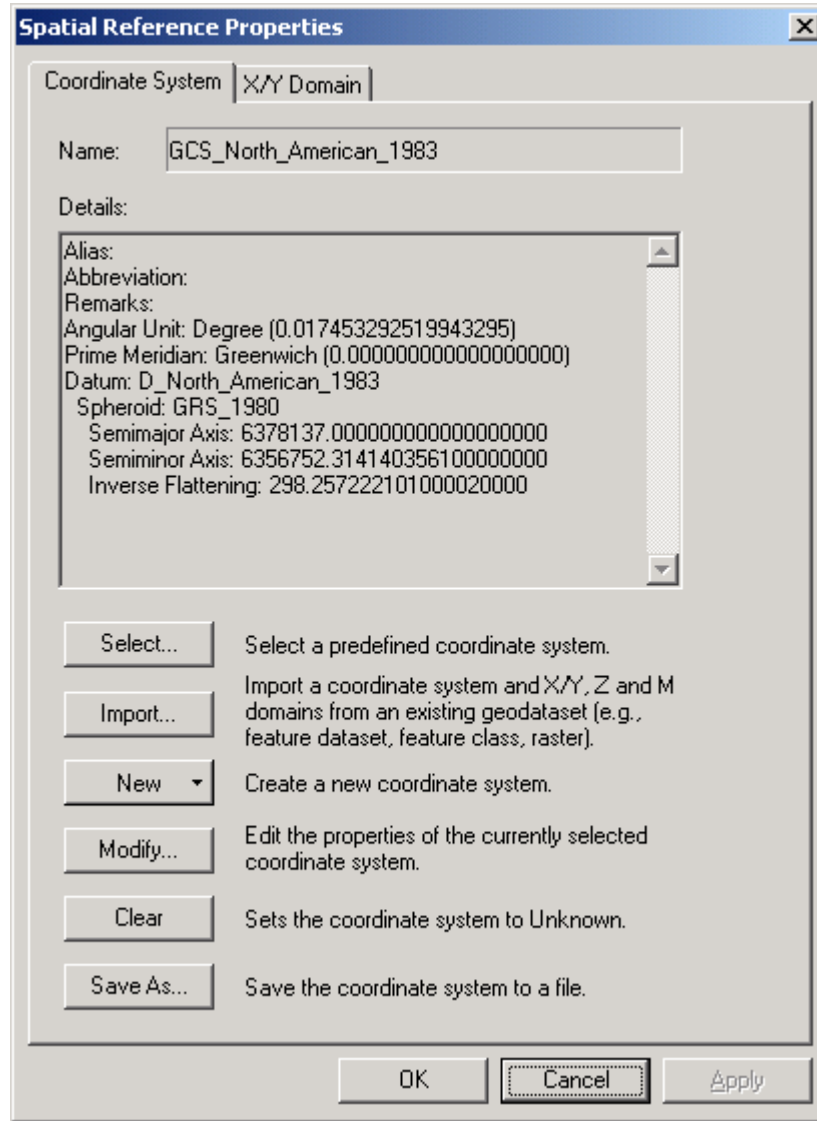 Spatial Reference Properties
Coordinate System
X/Y Domain
Name: GCS_North_American_1983
Details:
Alias:
Abbreviation:
Remarks:
Angular Unit: Degree (0.017453292519943295)
Prime Meridian: Greenwich (0.000000000000000000)
Datum: D_North_American_1983
Spheroid: GRS_1980
Semimajor Axis: 6378137.000000000000000000
Semiminor Axis: 6356752.314140356100000000
Inverse Flattening: 298.257222101000020000
Select... Select a predefined coordinate system.
Import... Import a coordinate system and X/Y, Z and M
domains from an existing geodataset (e.g.,
feature dataset, feature class, raster).
New Create a new coordinate system.
Modify... Edit the properties of the currently selected
coordinate system.
Clear Sets the coordinate system to Unknown.
Save As... Save the coordinate system to a file.
OK Cancel Apply